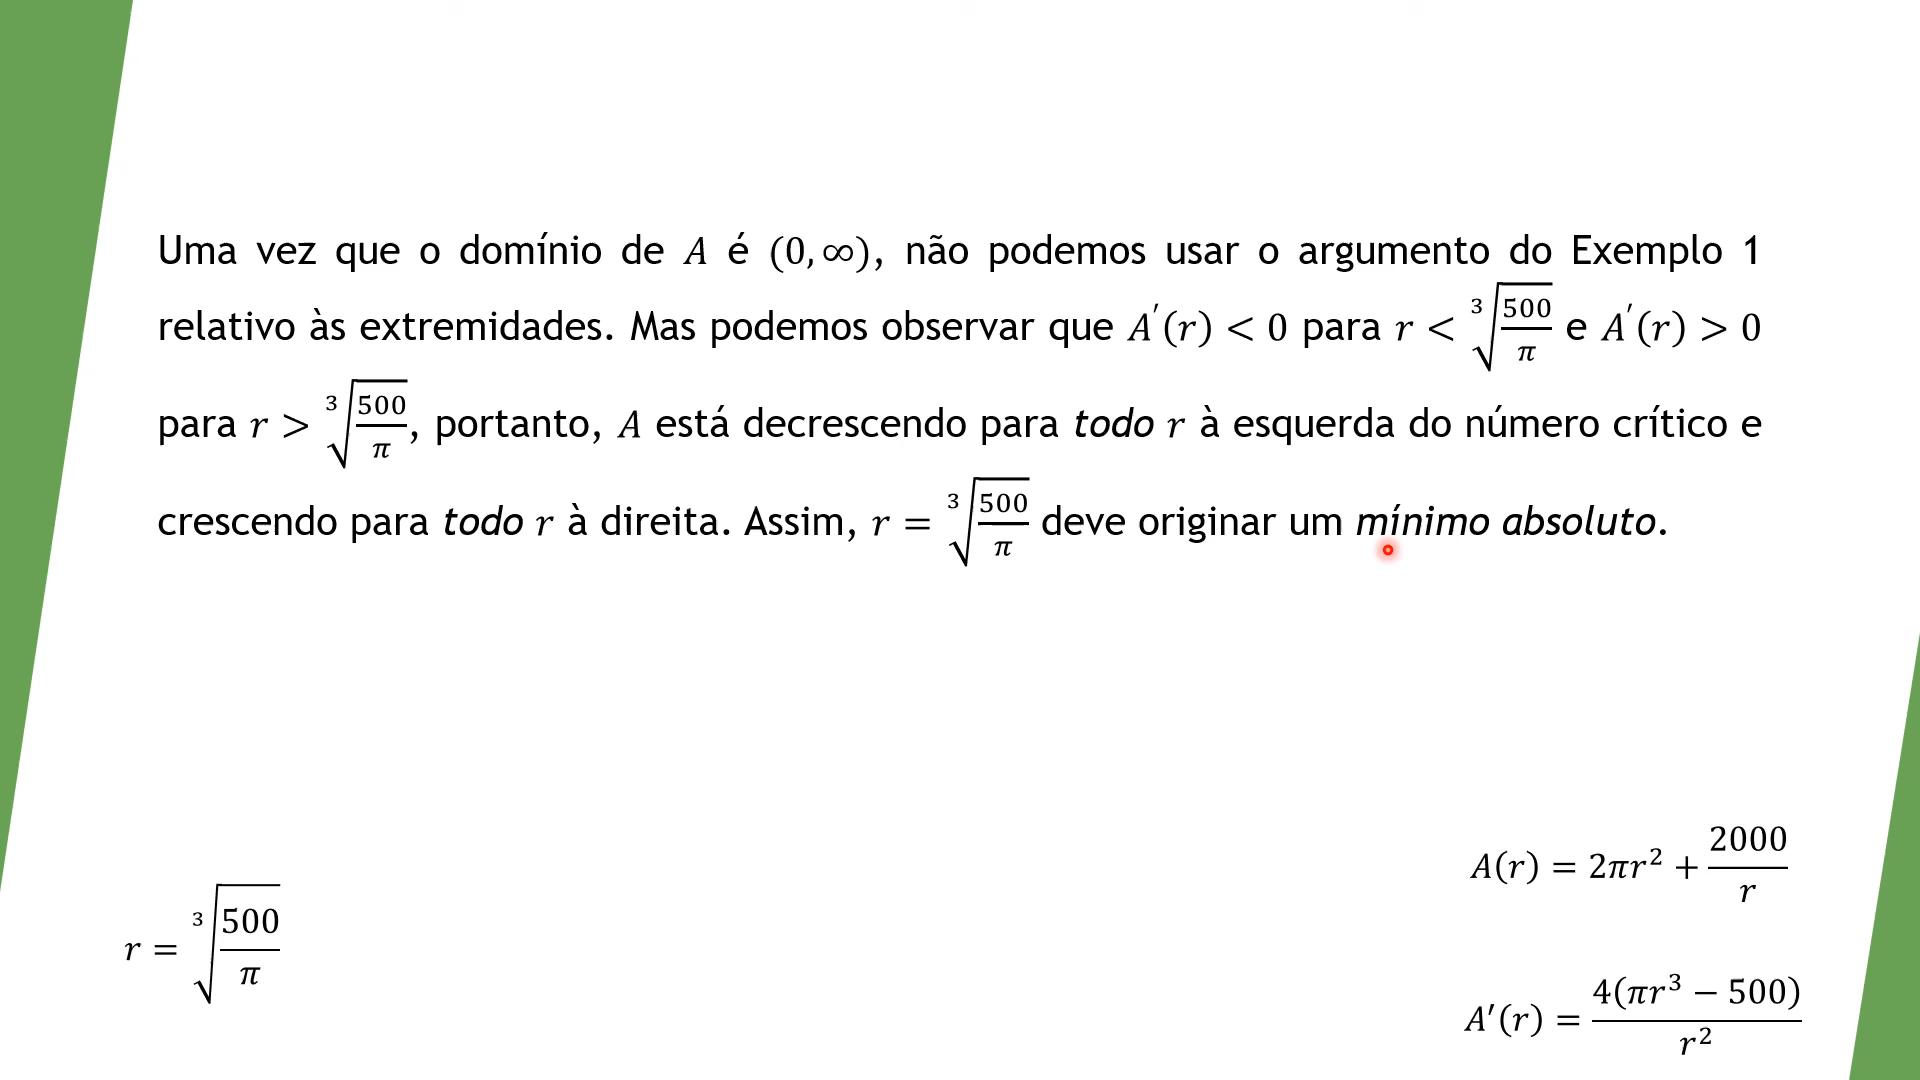 Uma vez que o domínio de A é (0, ∞), não podemos usar o argumento do Exemplo 1
relativo às extremidades. Mas podemos observar que A′(r) < 0 para r < ∛(500/π) e A′(r) > 0
para r > ∛(500/π), portanto, A está decrescendo para todo r à esquerda do número crítico e
crescendo para todo r à direita. Assim, r = ∛(500/π) deve originar um mínimo absoluto.
A(r) = 2πr² + 2000/r
r = ∛(500/π)
A′(r) = 4(πr³ − 500)/r²